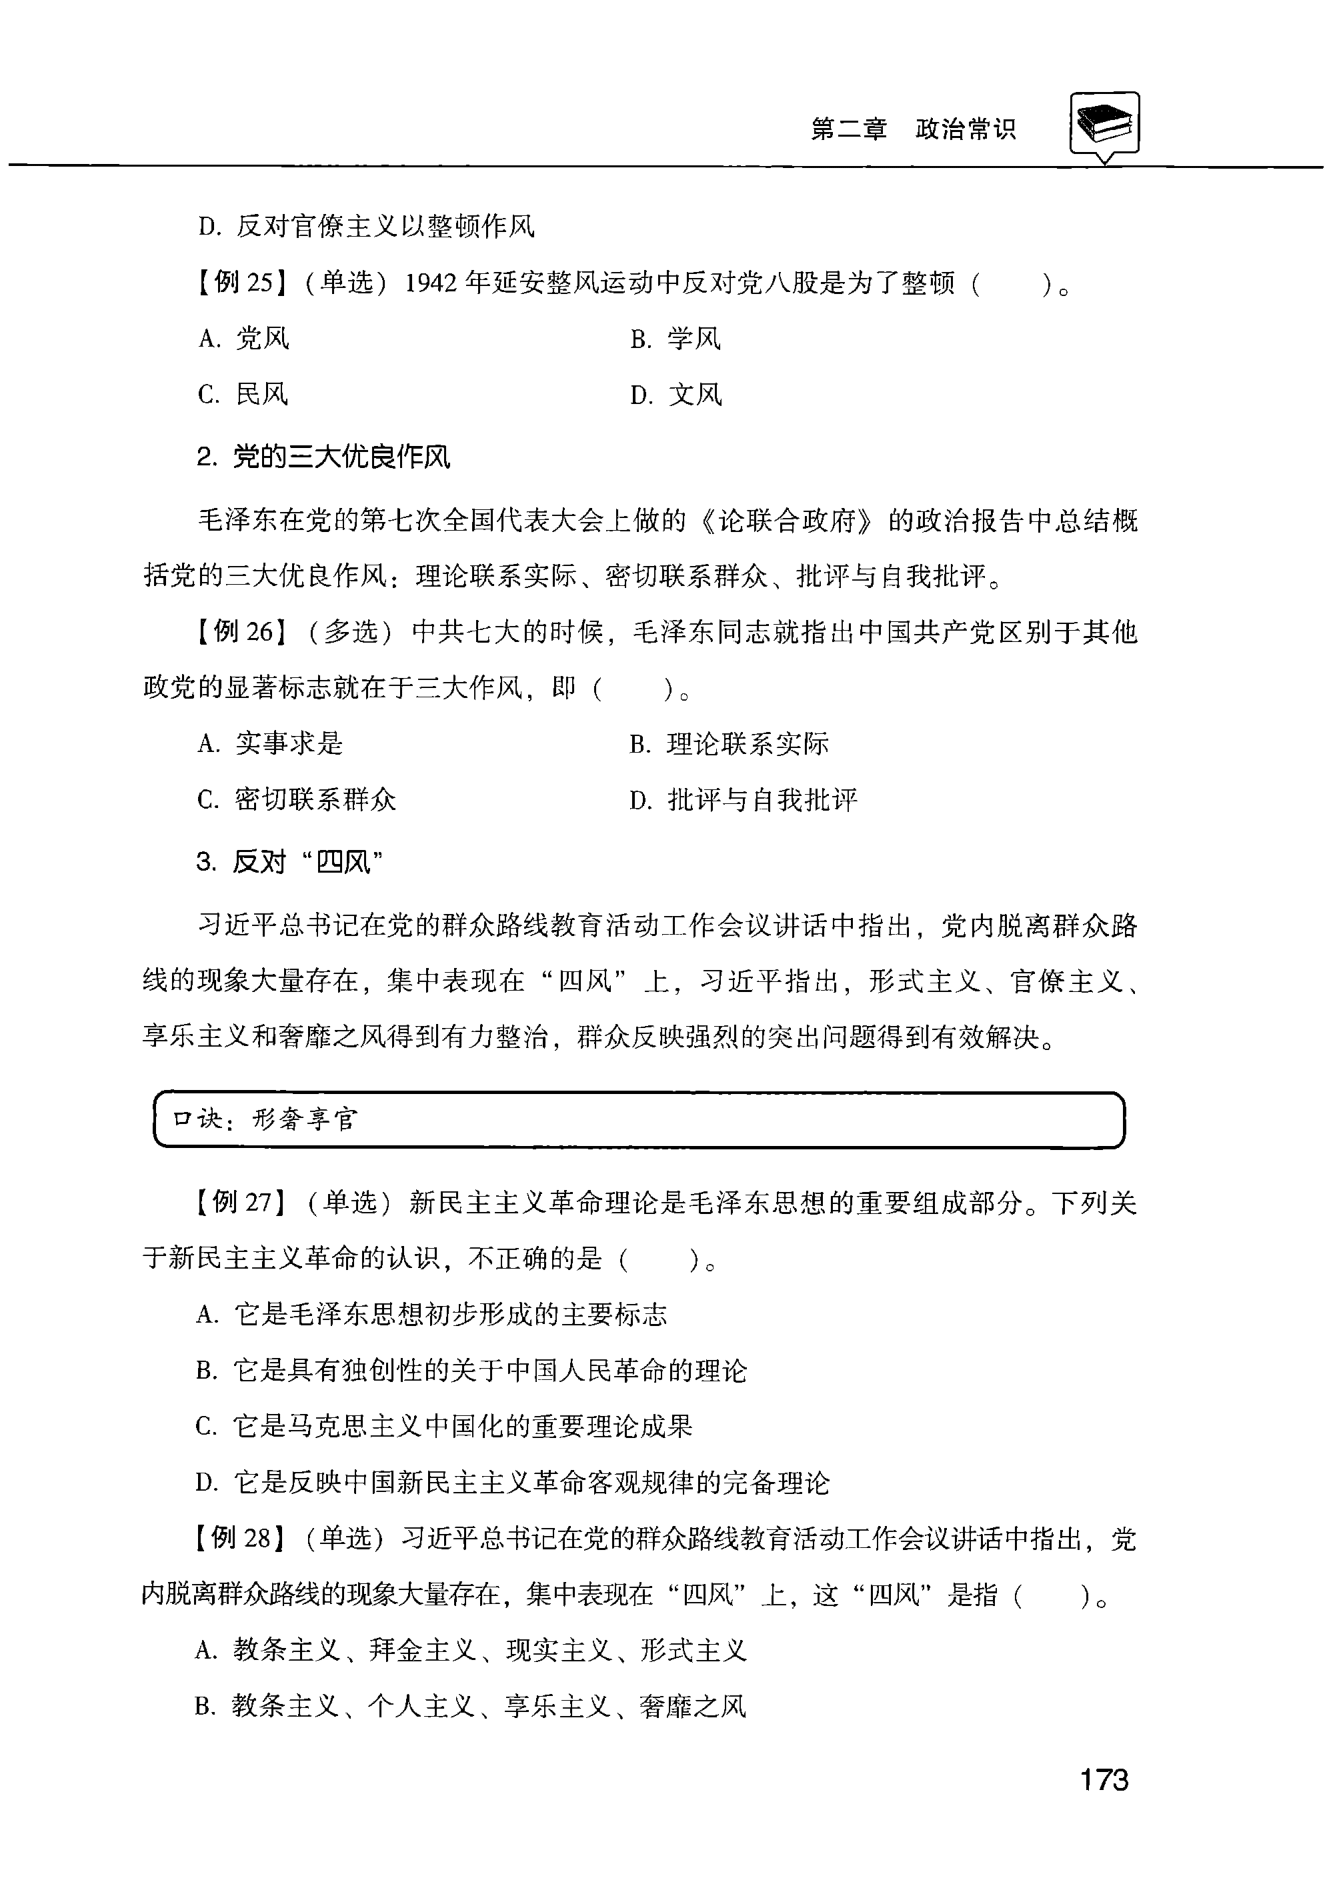 第二章 政治常识
D. 反对官僚主义以整顿作风
【例 25】(单选) 1942 年延安整风运动中反对党八股是为了整顿 (　　)。
A. 党风　　B. 学风
C. 民风　　D. 文风
2. 党的三大优良作风
毛泽东在党的第七次全国代表大会上做的《论联合政府》的政治报告中总结概
括党的三大优良作风：理论联系实际、密切联系群众、批评与自我批评。
【例 26】(多选) 中共七大的时候，毛泽东同志就指出中国共产党区别于其他
政党的显著标志就在于三大作风，即 (　　)。
A. 实事求是　　B. 理论联系实际
C. 密切联系群众　　D. 批评与自我批评
3. 反对“四风”
习近平总书记在党的群众路线教育活动工作会议讲话中指出，党内脱离群众路
线的现象大量存在，集中表现在“四风”上，习近平指出，形式主义、官僚主义、
享乐主义和奢靡之风得到有力整治，群众反映强烈的突出问题得到有效解决。
口诀：形奢享官
【例 27】(单选) 新民主主义革命理论是毛泽东思想的重要组成部分。下列关
于新民主主义革命的认识，不正确的是 (　　)。
A. 它是毛泽东思想初步形成的主要标志
B. 它是具有独创性的关于中国人民革命的理论
C. 它是马克思主义中国化的重要理论成果
D. 它是反映中国新民主主义革命客观规律的完备理论
【例 28】(单选) 习近平总书记在党的群众路线教育活动工作会议讲话中指出，党
内脱离群众路线的现象大量存在，集中表现在“四风”上，这“四风”是指 (　　)。
A. 教条主义、拜金主义、现实主义、形式主义
B. 教条主义、个人主义、享乐主义、奢靡之风
173